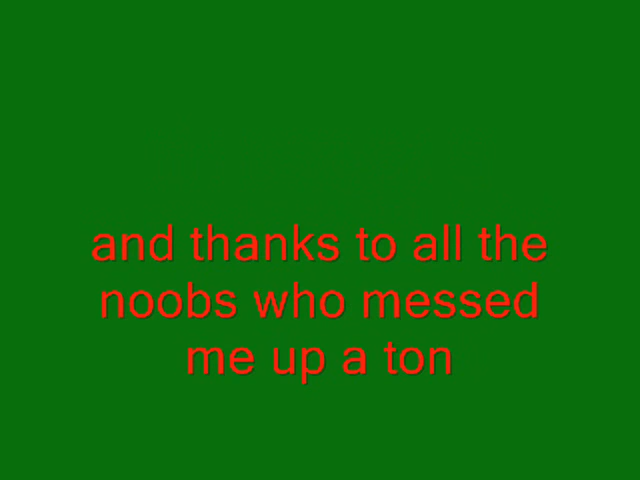 and thanks to all the
noobs who messed
me up a ton